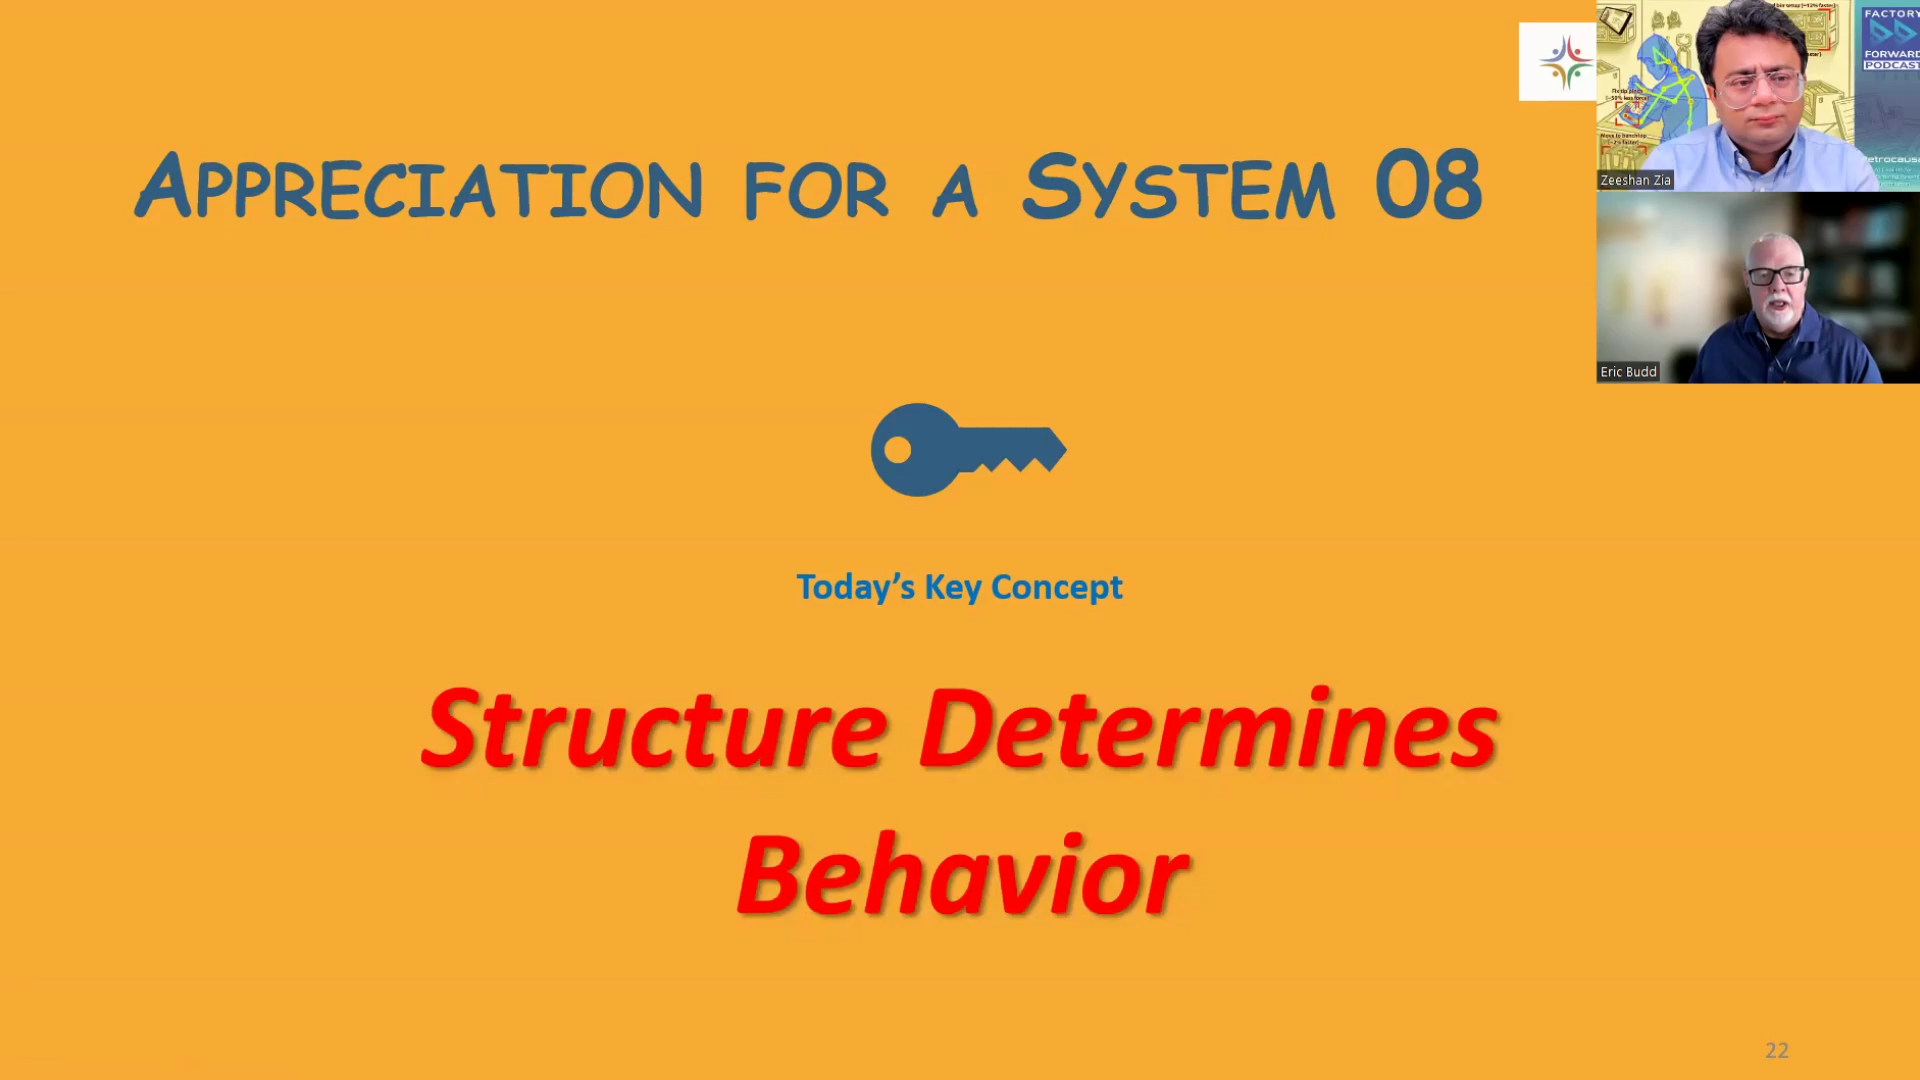 APPRECIATION FOR A SYSTEM 08
Today's Key Concept
Structure Determines
Behavior
22
FACTORY
FORWARD
PODCAST
Zeeshan Zia
Eric Budd